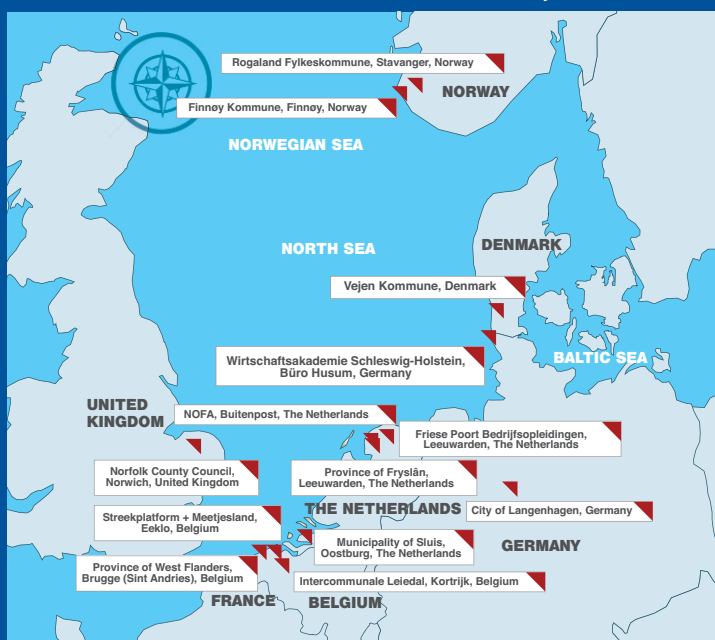 Rogaland Fylkeskommune, Stavanger, Norway
NORWAY
Finnøy Kommune, Finnøy, Norway
NORWEGIAN SEA
NORTH SEA
DENMARK
Vejen Kommune, Denmark
BALTIC SEA
Wirtschaftsakademie Schleswig-Holstein,
Büro Husum, Germany
UNITED
KINGDOM
NOFA, Buitenpost, The Netherlands
Friese Poort Bedrijfsopleidingen,
Leeuwarden, The Netherlands
Norfolk County Council,
Norwich, United Kingdom
Province of Fryslân,
Leeuwarden, The Netherlands
THE NETHERLANDS
City of Langenhagen, Germany
Streekplatform + Meetjesland,
Eeklo, Belgium
Municipality of Sluis,
Oostburg, The Netherlands
GERMANY
Province of West Flanders,
Brugge (Sint Andries), Belgium
Intercommunale Leiedal, Kortrijk, Belgium
FRANCE
BELGIUM